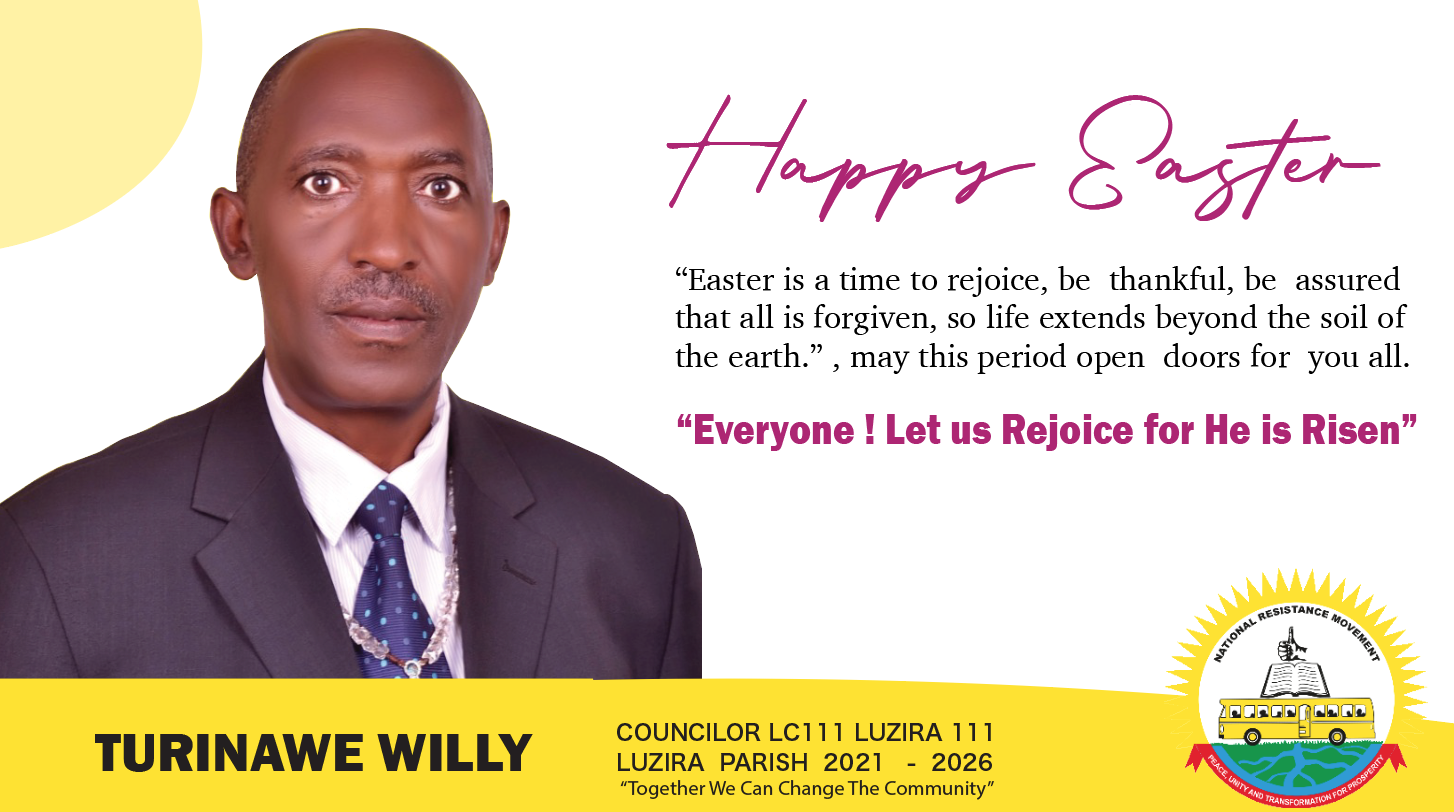 Happy Easter
“Easter is a time to rejoice, be thankful, be assured
that all is forgiven, so life extends beyond the soil of
the earth.” , may this period open doors for you all.
“Everyone ! Let us Rejoice for He is Risen”
NATIONAL RESISTANCE MOVEMENT
PEACE, UNITY AND TRANSFORMATION FOR PROSPERITY
TURINAWE WILLY
COUNCILOR LC111 LUZIRA 111
LUZIRA PARISH 2021 - 2026
“Together We Can Change The Community”